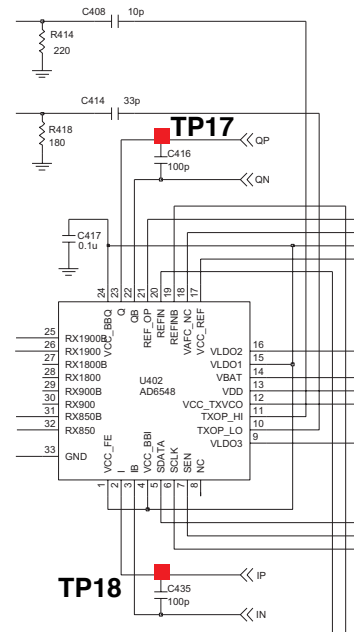 C408 10p
R414
220
C414 33p
R418
180
TP17
C416
100p
QP
QN
C417
0.1u
24 23 22 21 20 19 18 17
VCC_BBQ
Q
QB
REF_OP
REFIN
REFINB
VAFC_NC
VCC_REF
25 RX1900B
26 RX1900
27 RX1800B
28 RX1800
29 RX900B
30 RX900
31 RX850B
32 RX850
33 GND
U402
AD6548
VLDO2 16
VLDO1 15
VBAT 14
VDD 13
VCC_TXVCO 12
TXOP_HI 11
TXOP_LO 10
VLDO3 9
VCC_FE
I
IB
VCC_BBI
SDATA
SCLK
SEN
NC
1 2 3 4 5 6 7 8
TP18
C435
100p
IP
IN